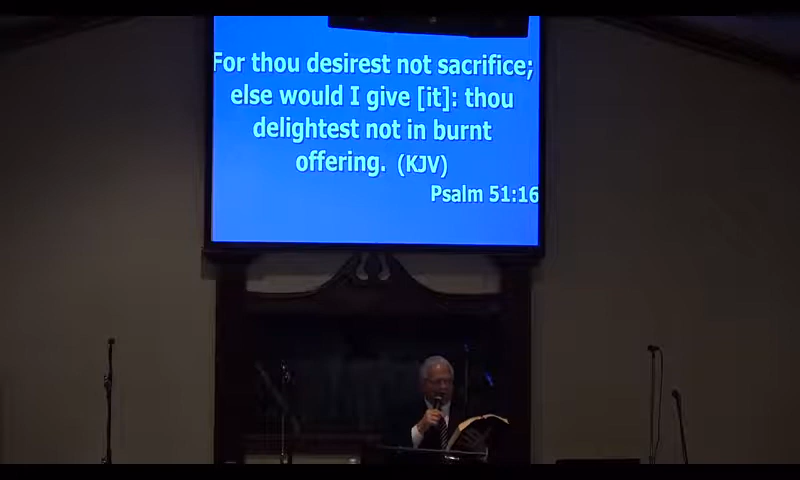 For thou desirest not sacrifice;
else would I give [it]: thou
delightest not in burnt
offering. (KJV)
Psalm 51:16